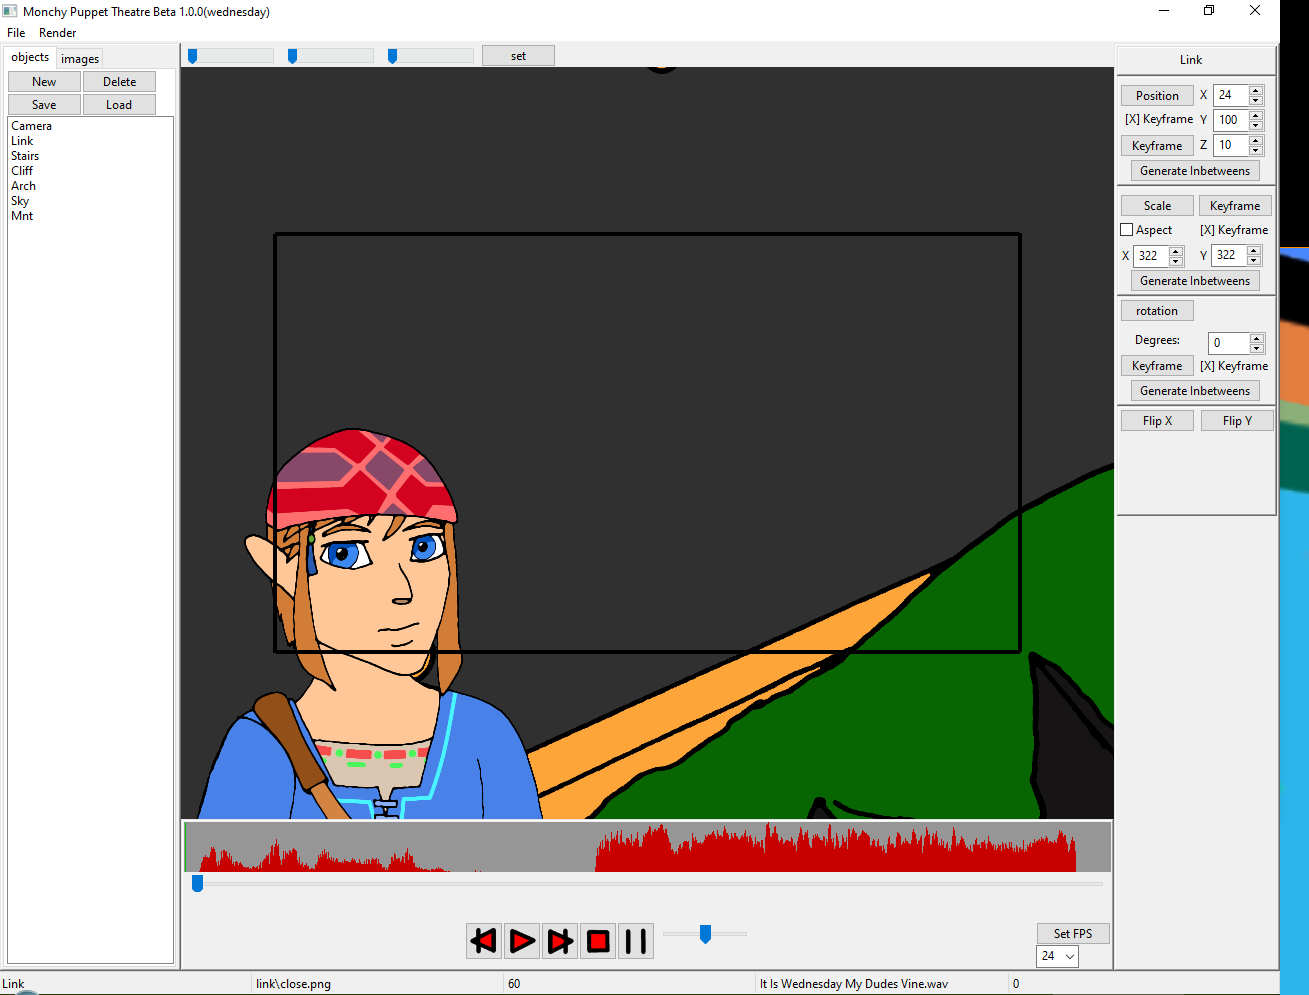 Monchy Puppet Theatre Beta 1.0.0(wednesday)
File Render
objects images
New Delete
Save Load
Camera
Link
Stairs
Cliff
Arch
Sky
Mnt
set
Link
Position X 24
[X] Keyframe Y 100
Keyframe Z 10
Generate Inbetweens
Scale Keyframe
Aspect [X] Keyframe
X 322 Y 322
Generate Inbetweens
rotation
Degrees: 0
Keyframe [X] Keyframe
Generate Inbetweens
Flip X Flip Y
Set FPS
24
Link link\close.png 60 It Is Wednesday My Dudes Vine.wav 0